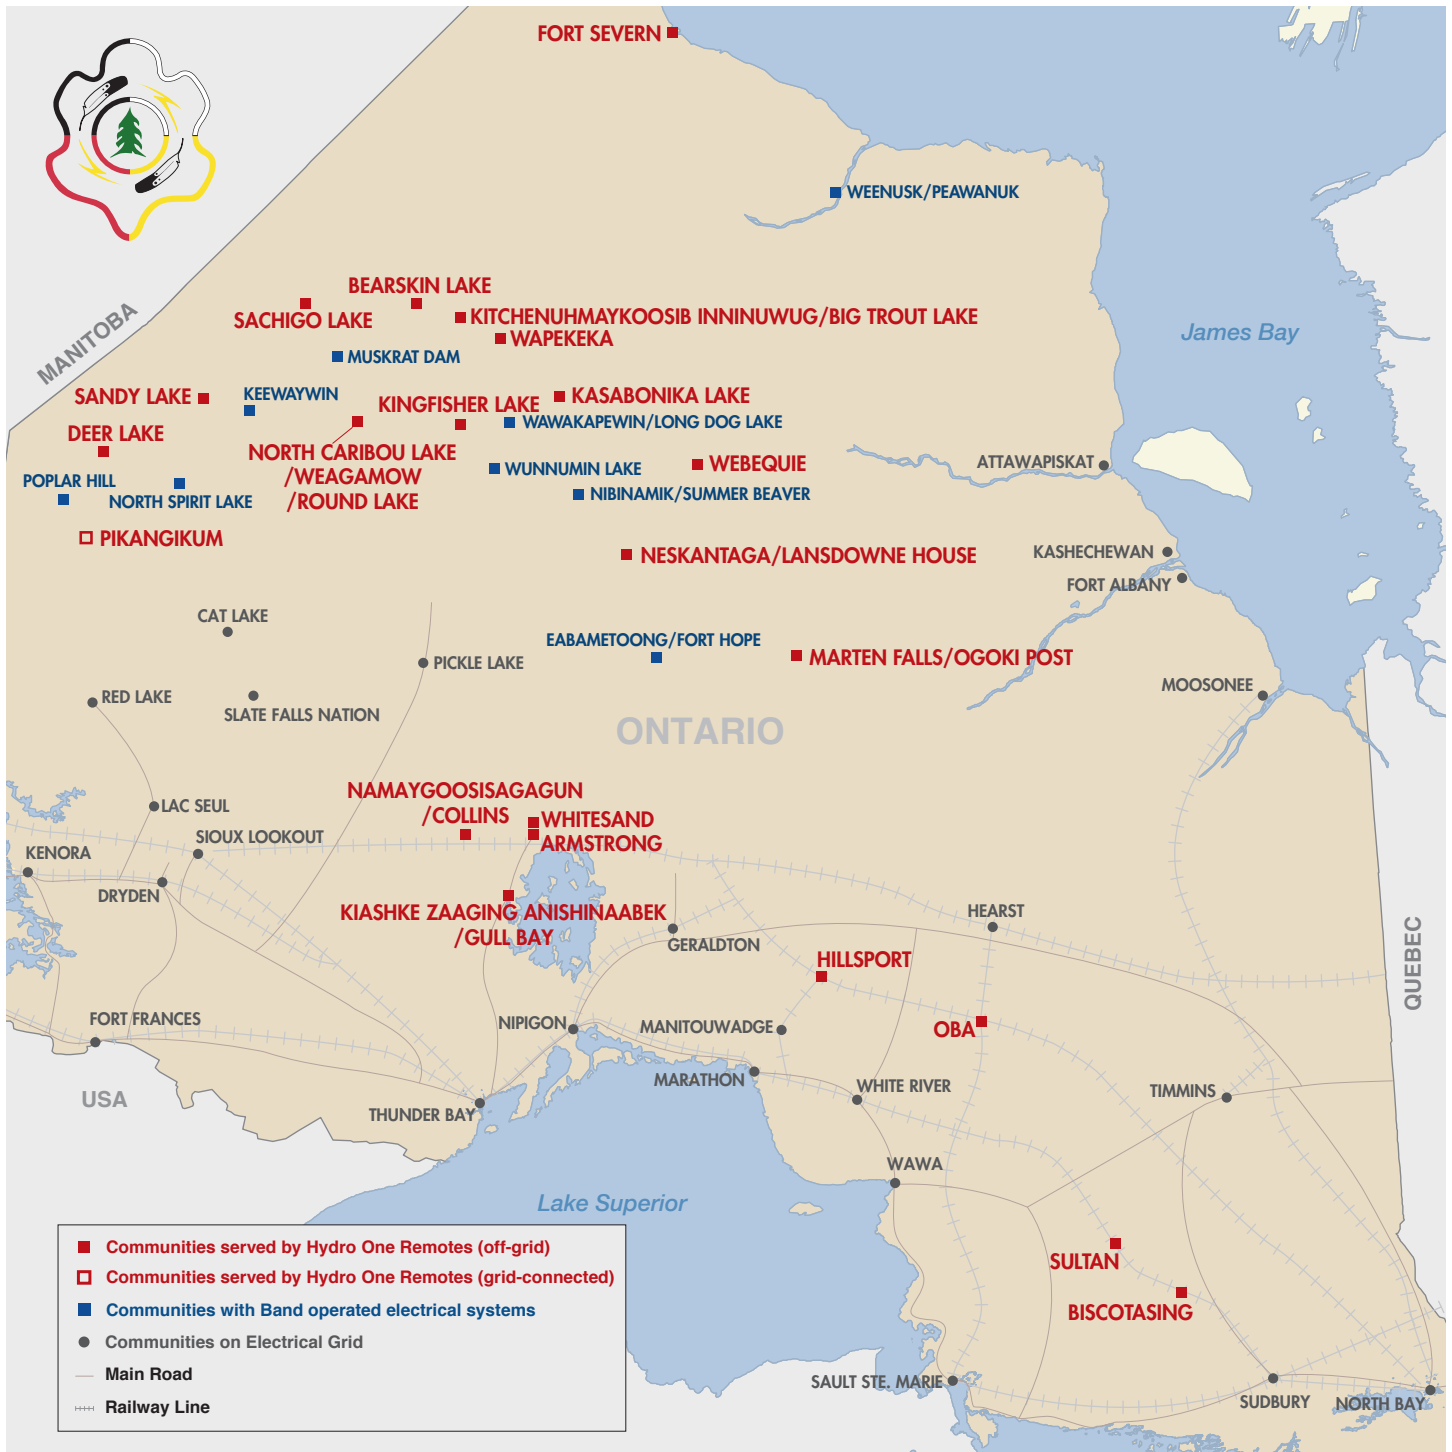 FORT SEVERN
WEENUSK/PEAWANUK
BEARSKIN LAKE
SACHIGO LAKE
KITCHENUHMAYKOOSIB INNINUWUG/BIG TROUT LAKE
WAPEKEKA
MANITOBA
James Bay
MUSKRAT DAM
SANDY LAKE
KEEWAYWIN
KINGFISHER LAKE
KASABONIKA LAKE
WAWAKAPEWIN/LONG DOG LAKE
DEER LAKE
NORTH CARIBOU LAKE
/WEAGAMOW
/ROUND LAKE
WUNNUMIN LAKE
WEBEQUIE
ATTAWAPISKAT
POPLAR HILL
NORTH SPIRIT LAKE
NIBINAMIK/SUMMER BEAVER
PIKANGIKUM
NESKANTAGA/LANSDOWNE HOUSE
KASHECHEWAN
FORT ALBANY
CAT LAKE
EABAMETOONG/FORT HOPE
MARTEN FALLS/OGOKI POST
PICKLE LAKE
MOOSONEE
RED LAKE
SLATE FALLS NATION
ONTARIO
NAMAYGOOSISAGAGUN
/COLLINS
WHITESAND
ARMSTRONG
LAC SEUL
SIOUX LOOKOUT
KENORA
DRYDEN
KIASHKE ZAAGING ANISHINAABEK
/GULL BAY
GERALDTON
HEARST
HILLSPORT
QUEBEC
FORT FRANCES
NIPIGON
MANITOUWADGE
OBA
USA
MARATHON
WHITE RIVER
TIMMINS
THUNDER BAY
WAWA
Lake Superior
SULTAN
BISCOTASING
SAULT STE. MARIE
SUDBURY
NORTH BAY
Communities served by Hydro One Remotes (off-grid)
Communities served by Hydro One Remotes (grid-connected)
Communities with Band operated electrical systems
Communities on Electrical Grid
Main Road
Railway Line